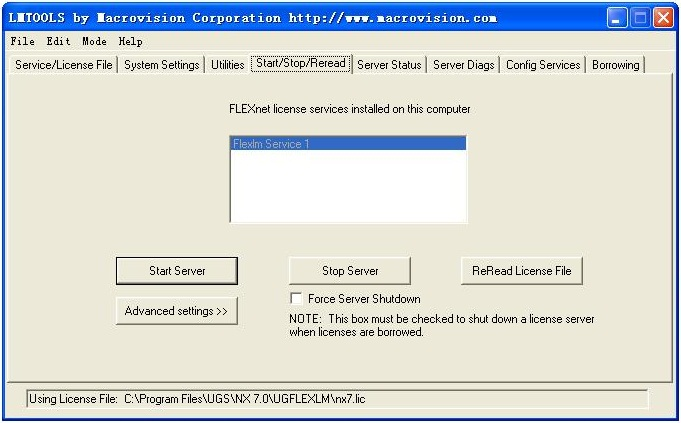 LMTOOLS by Macrovision Corporation http://www.macrovision.com
File Edit Mode Help
Service/License File System Settings Utilities Start/Stop/Reread Server Status Server Diags Config Services Borrowing
FLEXnet license services installed on this computer
Flexlm Service 1
Start Server Stop Server ReRead License File
Advanced settings >> Force Server Shutdown
NOTE: This box must be checked to shut down a license server
when licenses are borrowed.
Using License File: C:\Program Files\UGS\NX 7.0\UGFLEXLM\nx7.lic